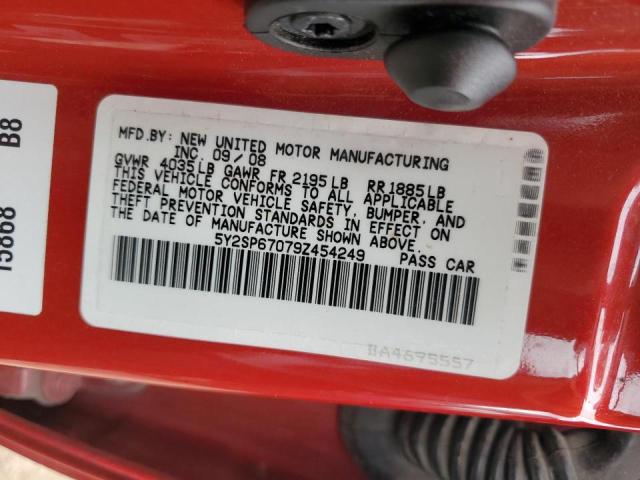 MFD.BY: NEW UNITED MOTOR MANUFACTURING
INC. 09/08
GVWR 4035LB GAWR FR 2195LB RR1885LB
THIS VEHICLE CONFORMS TO ALL APPLICABLE
FEDERAL MOTOR VEHICLE SAFETY, BUMPER, AND
THEFT PREVENTION STANDARDS IN EFFECT ON
THE DATE OF MANUFACTURE SHOWN ABOVE.
5Y2SP67079Z454249 PASS CAR
BA4695557
15868 B8